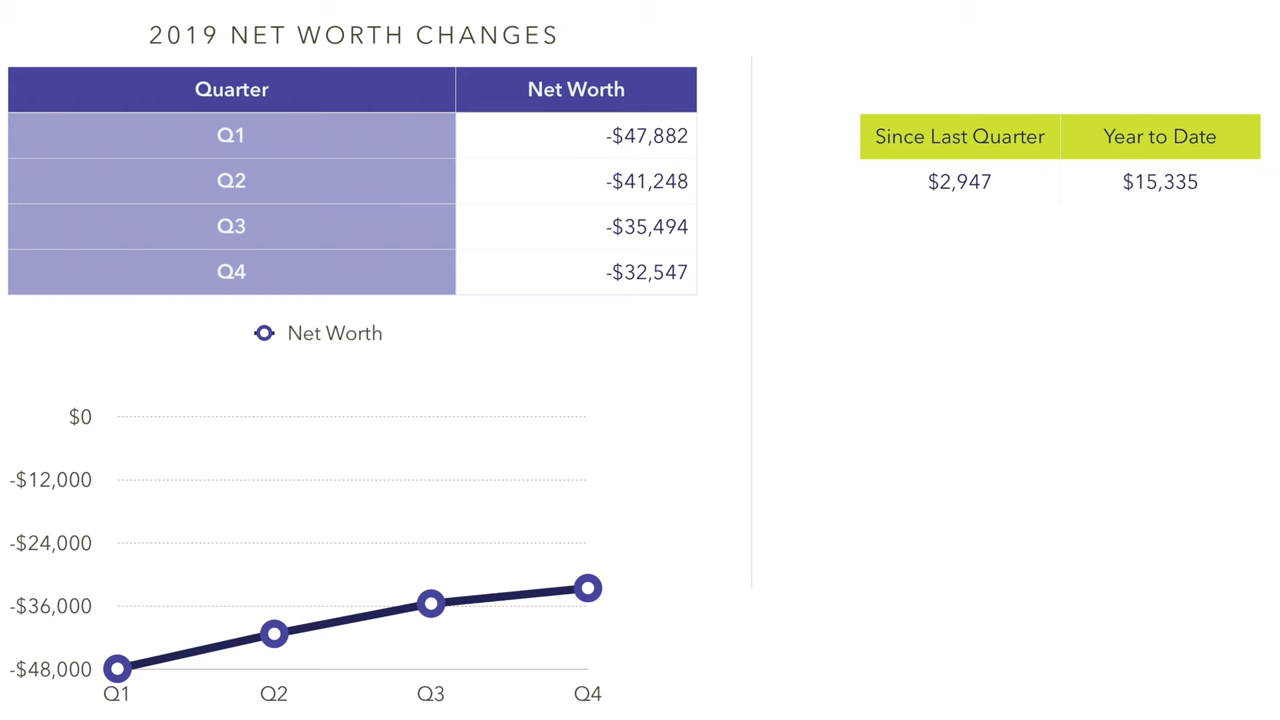 2019 NET WORTH CHANGES
Quarter Net Worth
Q1 -$47,882
Q2 -$41,248
Q3 -$35,494
Q4 -$32,547
Net Worth
$0
-$12,000
-$24,000
-$36,000
-$48,000
Q1 Q2 Q3 Q4
Since Last Quarter Year to Date
$2,947 $15,335